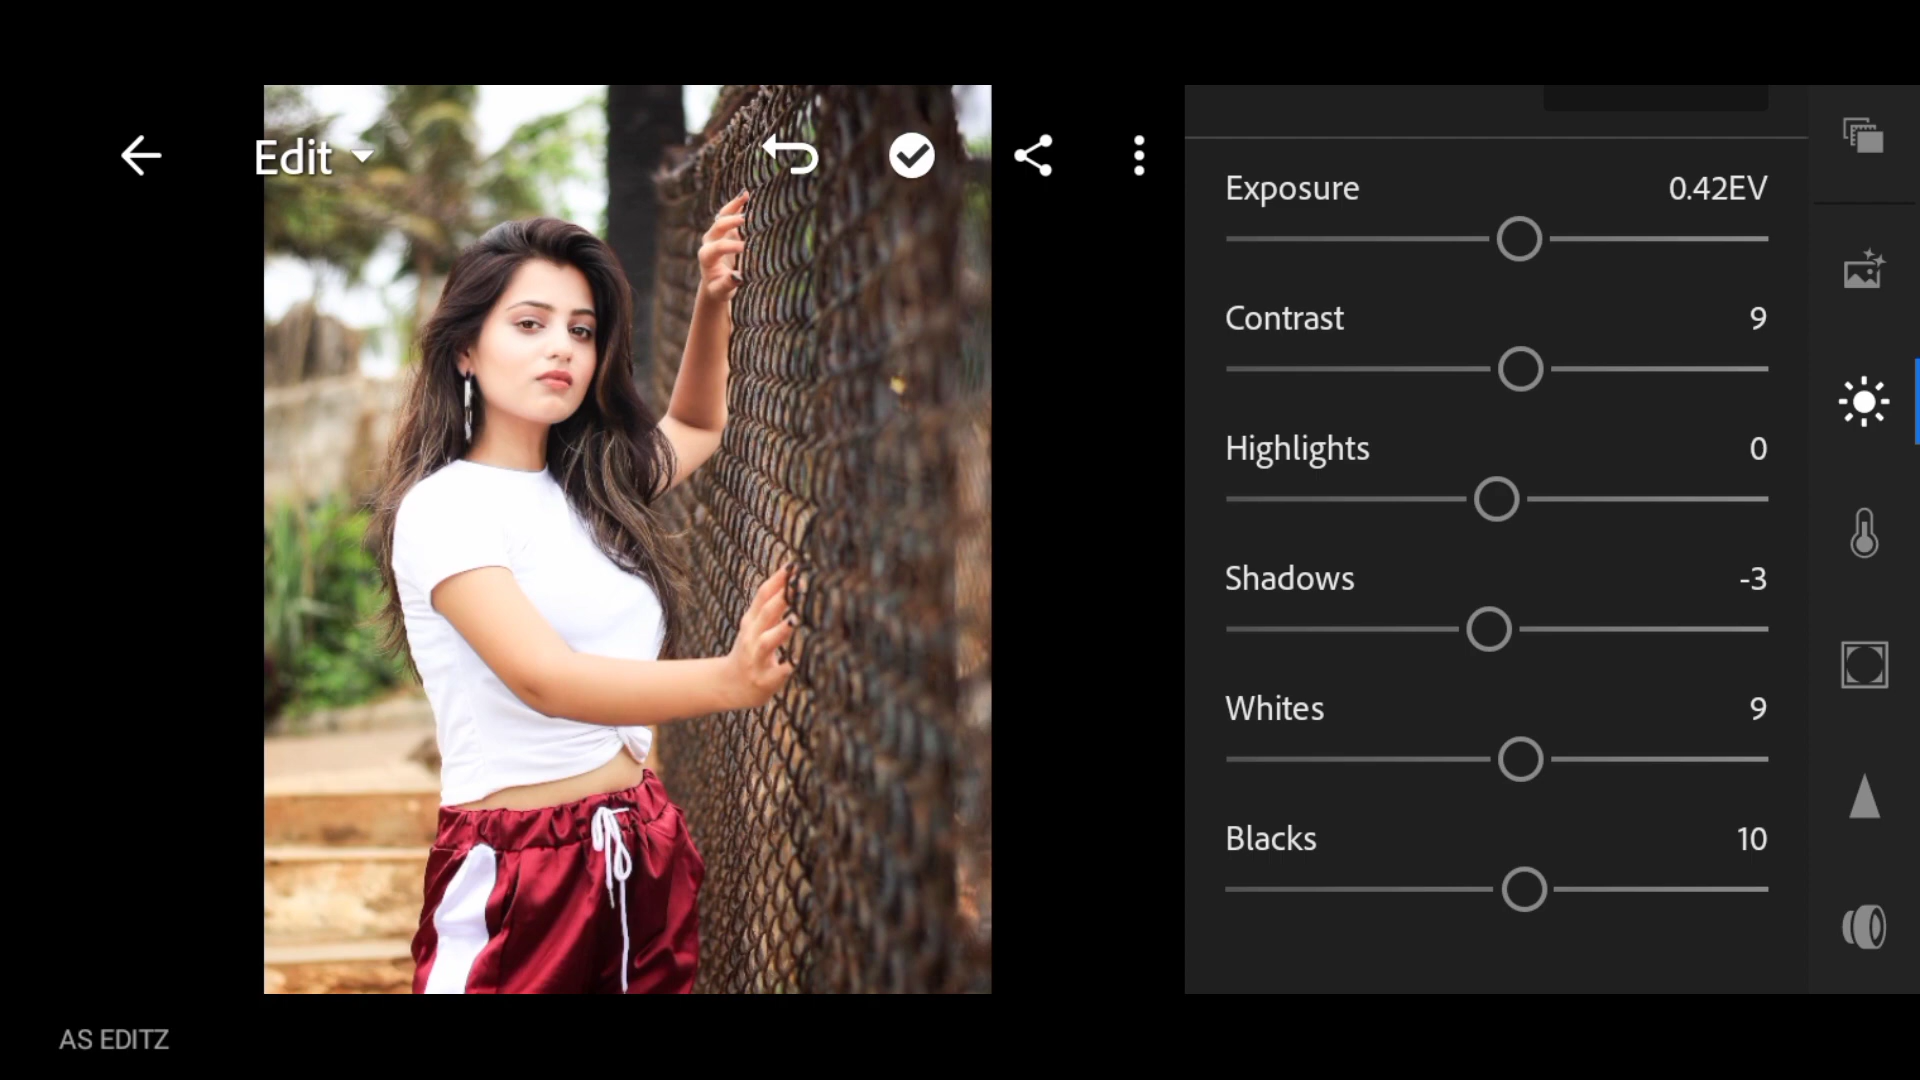 Edit
Exposure 0.42EV
Contrast 9
Highlights 0
Shadows -3
Whites 9
Blacks 10
AS EDITZ